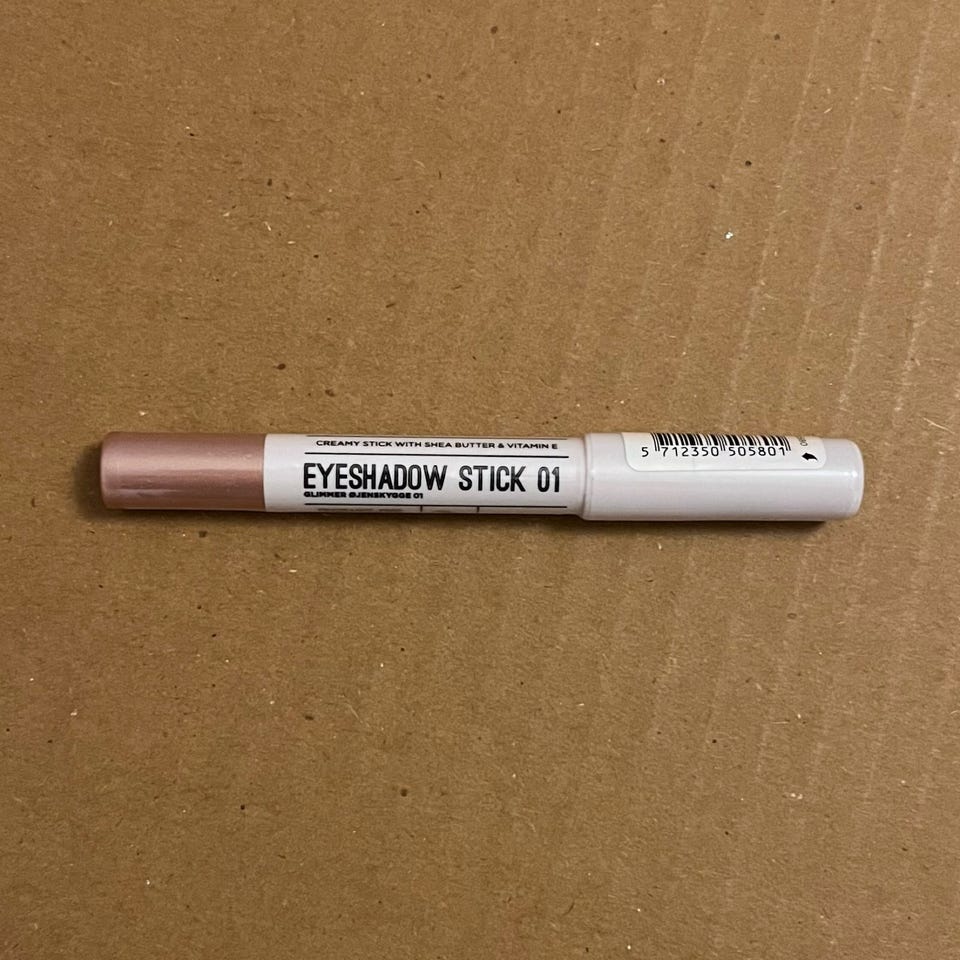 CREAMY STICK WITH SHEA BUTTER & VITAMIN E
EYESHADOW STICK 01
GLIMMER ØJENSKYGGE 01
5 712350 505801